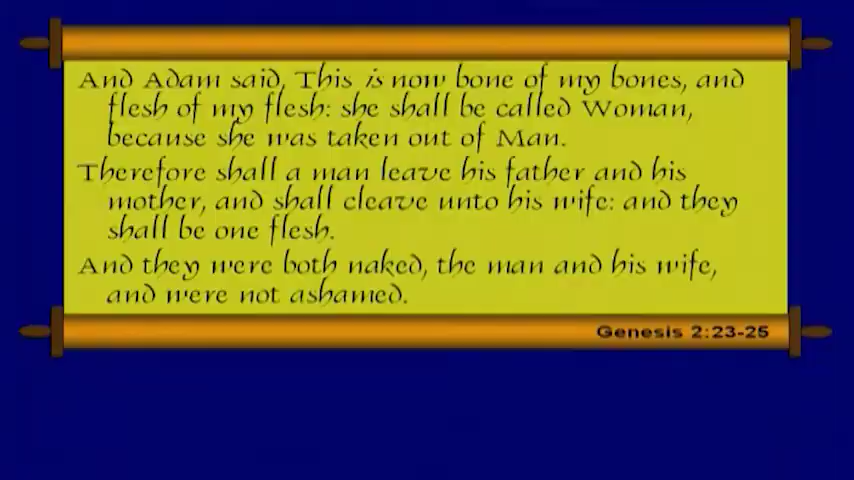 And Adam said, This is now bone of my bones, and
flesh of my flesh: she shall be called Woman,
because she was taken out of Man.
Therefore shall a man leave his father and his
mother, and shall cleave unto his wife: and they
shall be one flesh.
And they were both naked, the man and his wife,
and were not ashamed.
Genesis 2:23-25